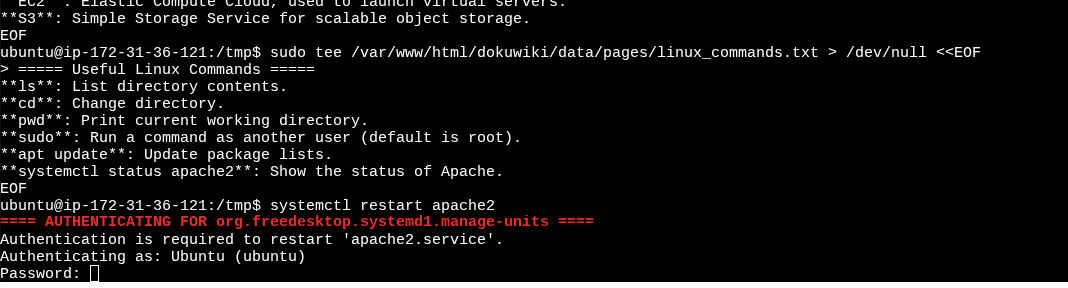 **EC2**: Elastic Compute Cloud, used to launch virtual servers.
**S3**: Simple Storage Service for scalable object storage.
EOF
ubuntu@ip-172-31-36-121:/tmp$ sudo tee /var/www/html/dokuwiki/data/pages/linux_commands.txt > /dev/null <<EOF
> ===== Useful Linux Commands =====
**ls**: List directory contents.
**cd**: Change directory.
**pwd**: Print current working directory.
**sudo**: Run a command as another user (default is root).
**apt update**: Update package lists.
**systemctl status apache2**: Show the status of Apache.
EOF
ubuntu@ip-172-31-36-121:/tmp$ systemctl restart apache2
==== AUTHENTICATING FOR org.freedesktop.systemd1.manage-units ====
Authentication is required to restart 'apache2.service'.
Authenticating as: Ubuntu (ubuntu)
Password: